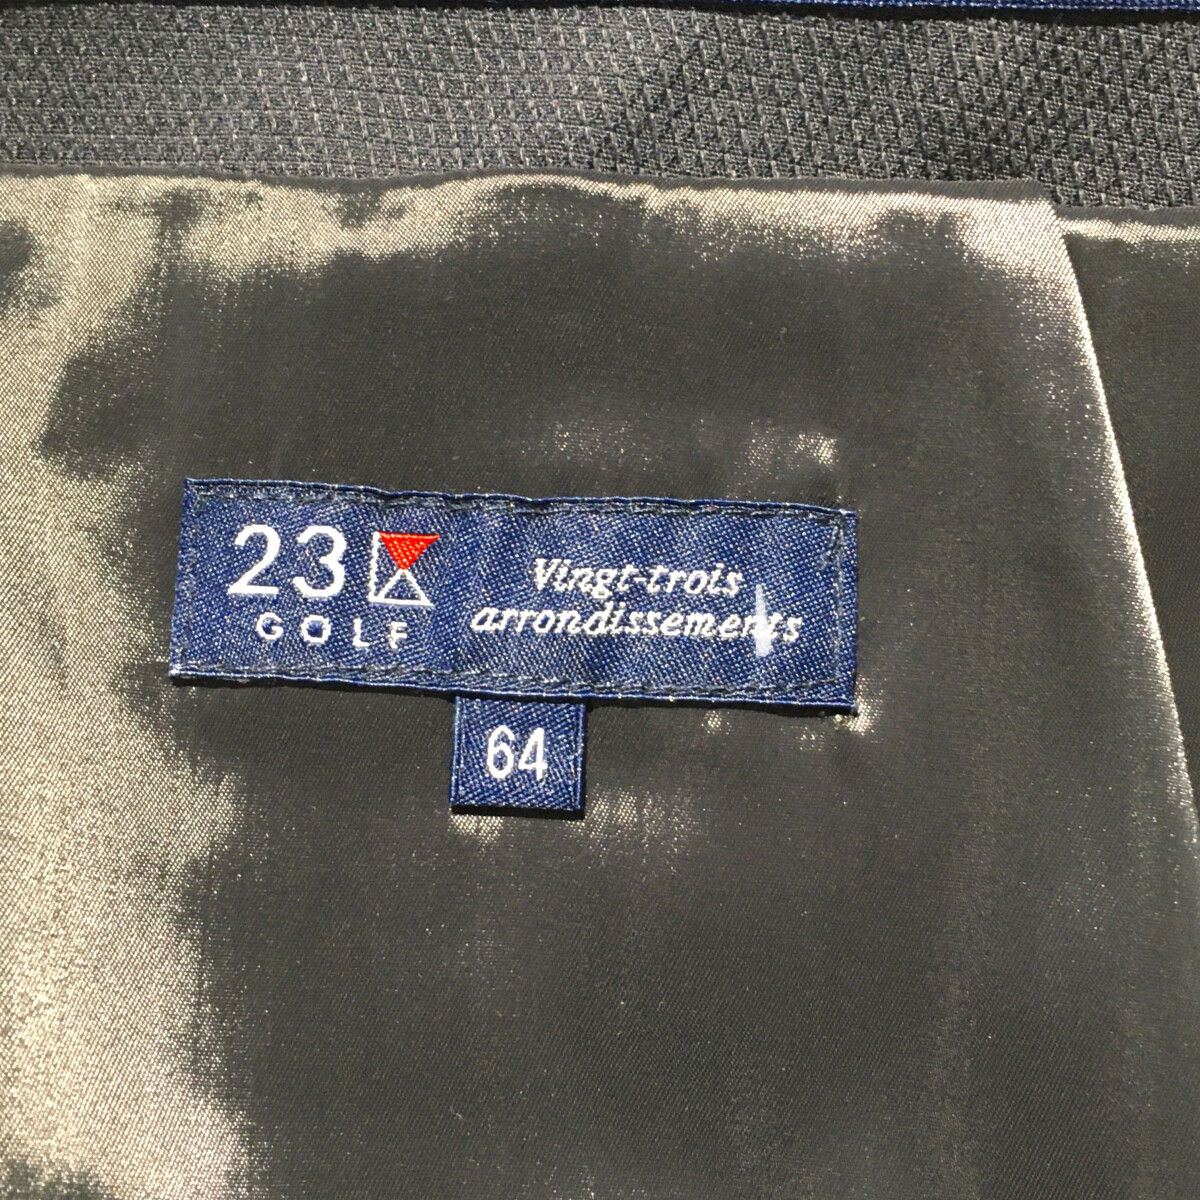 23
GOLF
Vingt-trois
arrondissements
64